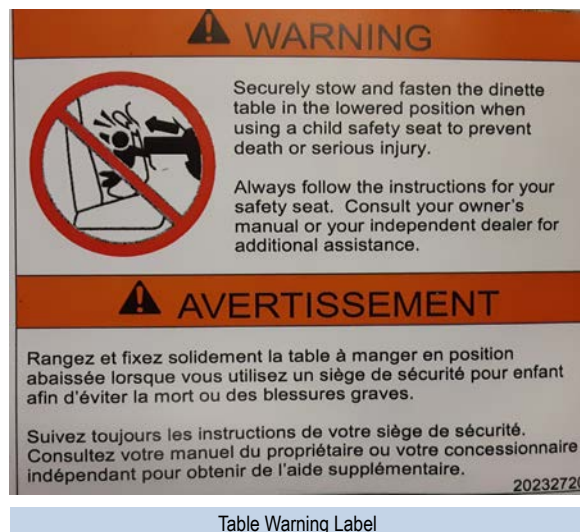 WARNING
Securely stow and fasten the dinette
table in the lowered position when
using a child safety seat to prevent
death or serious injury.
Always follow the instructions for your
safety seat. Consult your owner's
manual or your independent dealer for
additional assistance.
AVERTISSEMENT
Rangez et fixez solidement la table à manger en position
abaissée lorsque vous utilisez un siège de sécurité pour enfant
afin d'éviter la mort ou des blessures graves.
Suivez toujours les instructions de votre siège de sécurité.
Consultez votre manuel du propriétaire ou votre concessionnaire
indépendant pour obtenir de l'aide supplémentaire.
20232720
Table Warning Label